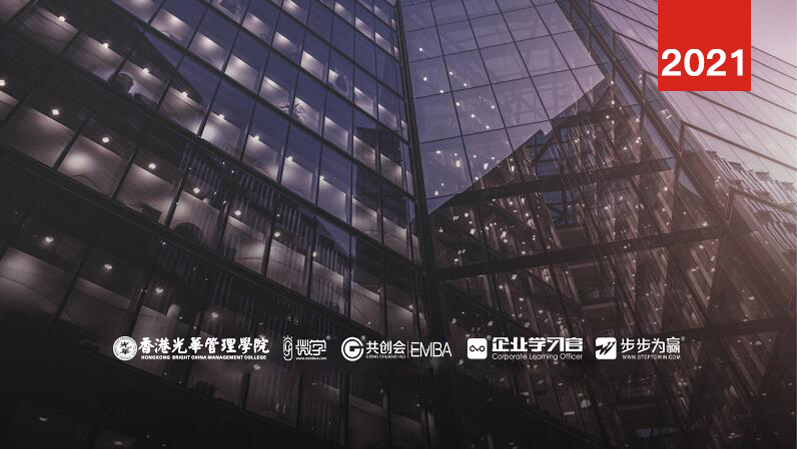 2021
香港光華管理學院
HONGKONG BRIGHT CHINA MANAGEMENT COLLEGE
微学
共创会 EMBA
企业学习官
Corporate Learning Officer
步步为赢
WWW.STEPTOWIN.COM